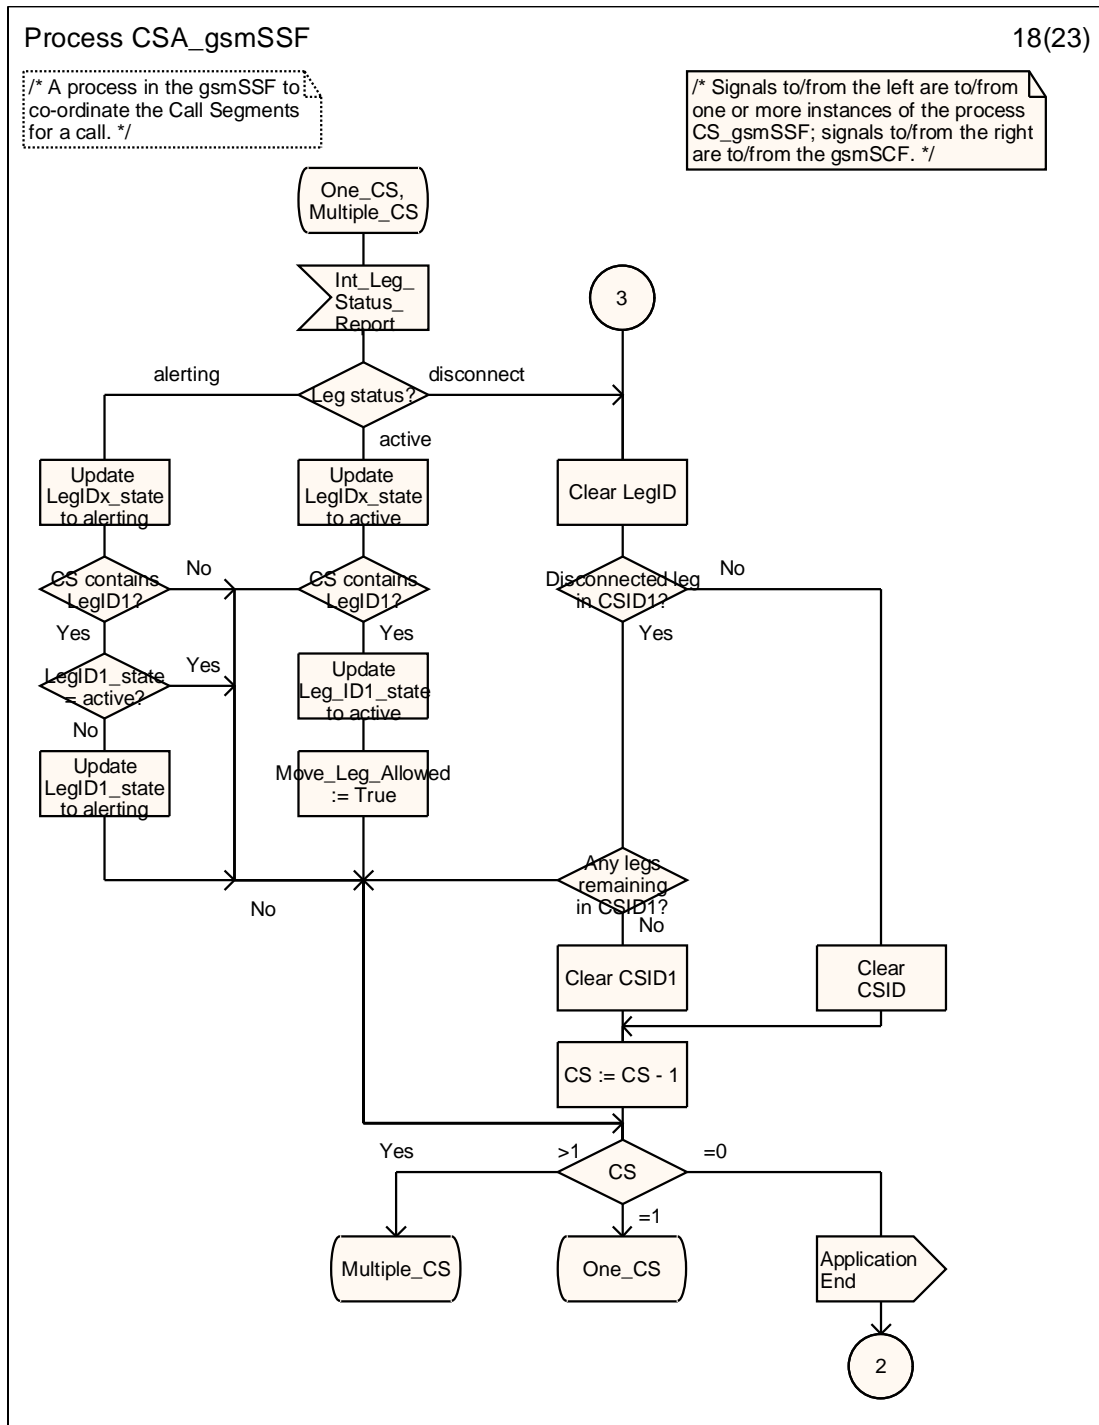 Process CSA_gsmSSF
18(23)
/* A process in the gsmSSF to
co-ordinate the Call Segments
for a call. */
/* Signals to/from the left are to/from
one or more instances of the process
CS_gsmSSF; signals to/from the right
are to/from the gsmSCF. */
One_CS,
Multiple_CS
Int_Leg_
Status_
Report
3
alerting
Leg status?
disconnect
active
Update
LegIDx_state
to alerting
Update
LegIDx_state
to active
Clear LegID
CS contains
LegID1?
No
CS contains
LegID1?
Disconnected leg
in CSID1?
No
Yes
Yes
Yes
LegID1_state
= active?
Yes
Update
Leg_ID1_state
to active
No
Update
LegID1_state
to alerting
Move_Leg_Allowed
:= True
Any legs
remaining
in CSID1?
No
No
Clear CSID1
Clear
CSID
CS := CS - 1
Yes
>1
CS
=0
=1
Multiple_CS
One_CS
Application
End
2